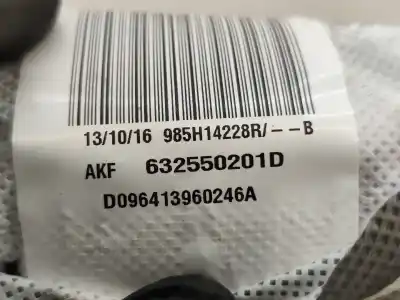 13/10/16 985H14228R/--B
AKF 632550201D
D096413960246A